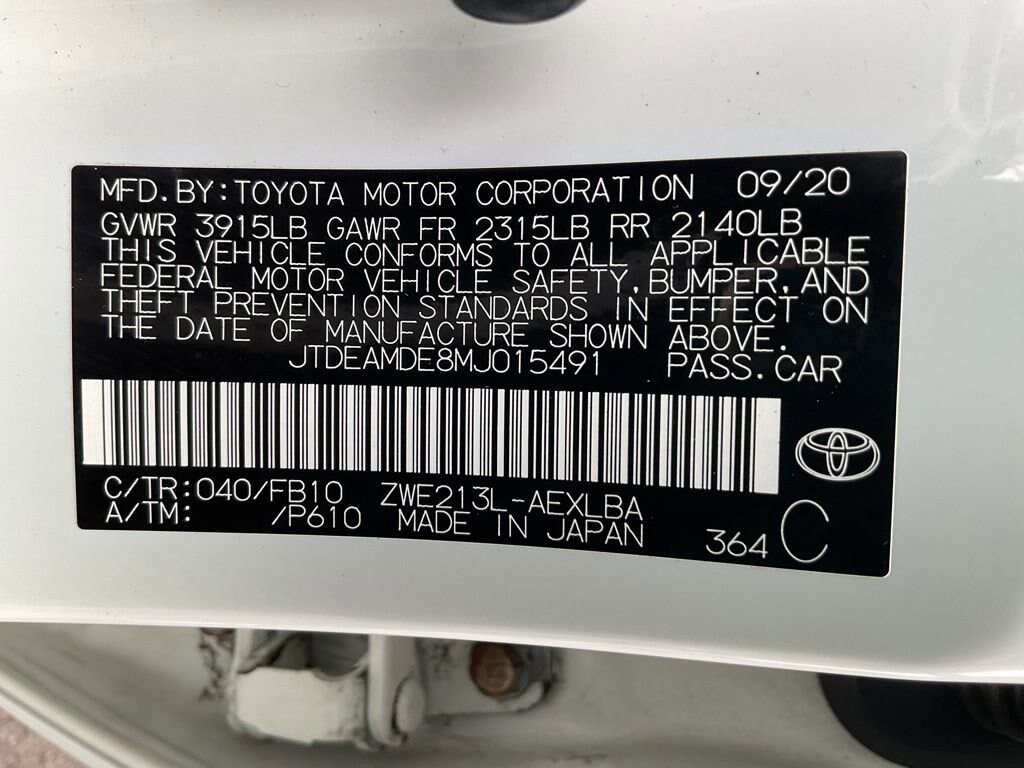 MFD.BY:TOYOTA MOTOR CORPORATION 09/20
GVWR 3915LB GAWR FR 2315LB RR 2140LB
THIS VEHICLE CONFORMS TO ALL APPLICABLE
FEDERAL MOTOR VEHICLE SAFETY,BUMPER,AND
THEFT PREVENTION STANDARDS IN EFFECT ON
THE DATE OF MANUFACTURE SHOWN ABOVE.
JTDEAMDE8MJ015491 PASS.CAR
C/TR:040/FB10 ZWE213L-AEXLBA
A/TM: /P610 MADE IN JAPAN 364 C